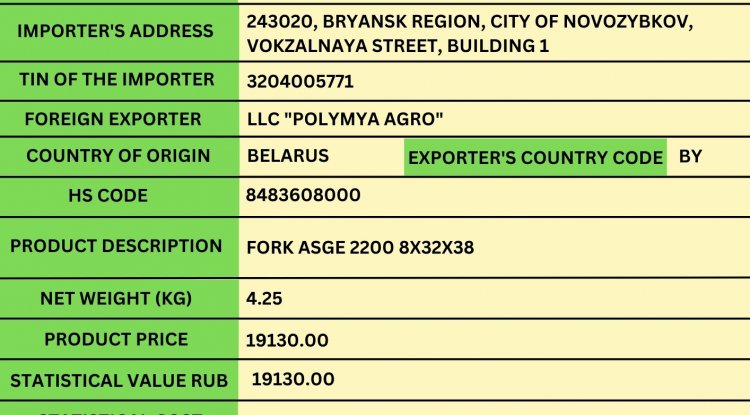 IMPORTER'S ADDRESS 243020, BRYANSK REGION, CITY OF NOVOZYBKOV,
VOKZALNAYA STREET, BUILDING 1
TIN OF THE IMPORTER 3204005771
FOREIGN EXPORTER LLC "POLYMYA AGRO"
COUNTRY OF ORIGIN BELARUS EXPORTER'S COUNTRY CODE BY
HS CODE 8483608000
PRODUCT DESCRIPTION FORK ASGE 2200 8X32X38
NET WEIGHT (KG) 4.25
PRODUCT PRICE 19130.00
STATISTICAL VALUE RUB 19130.00